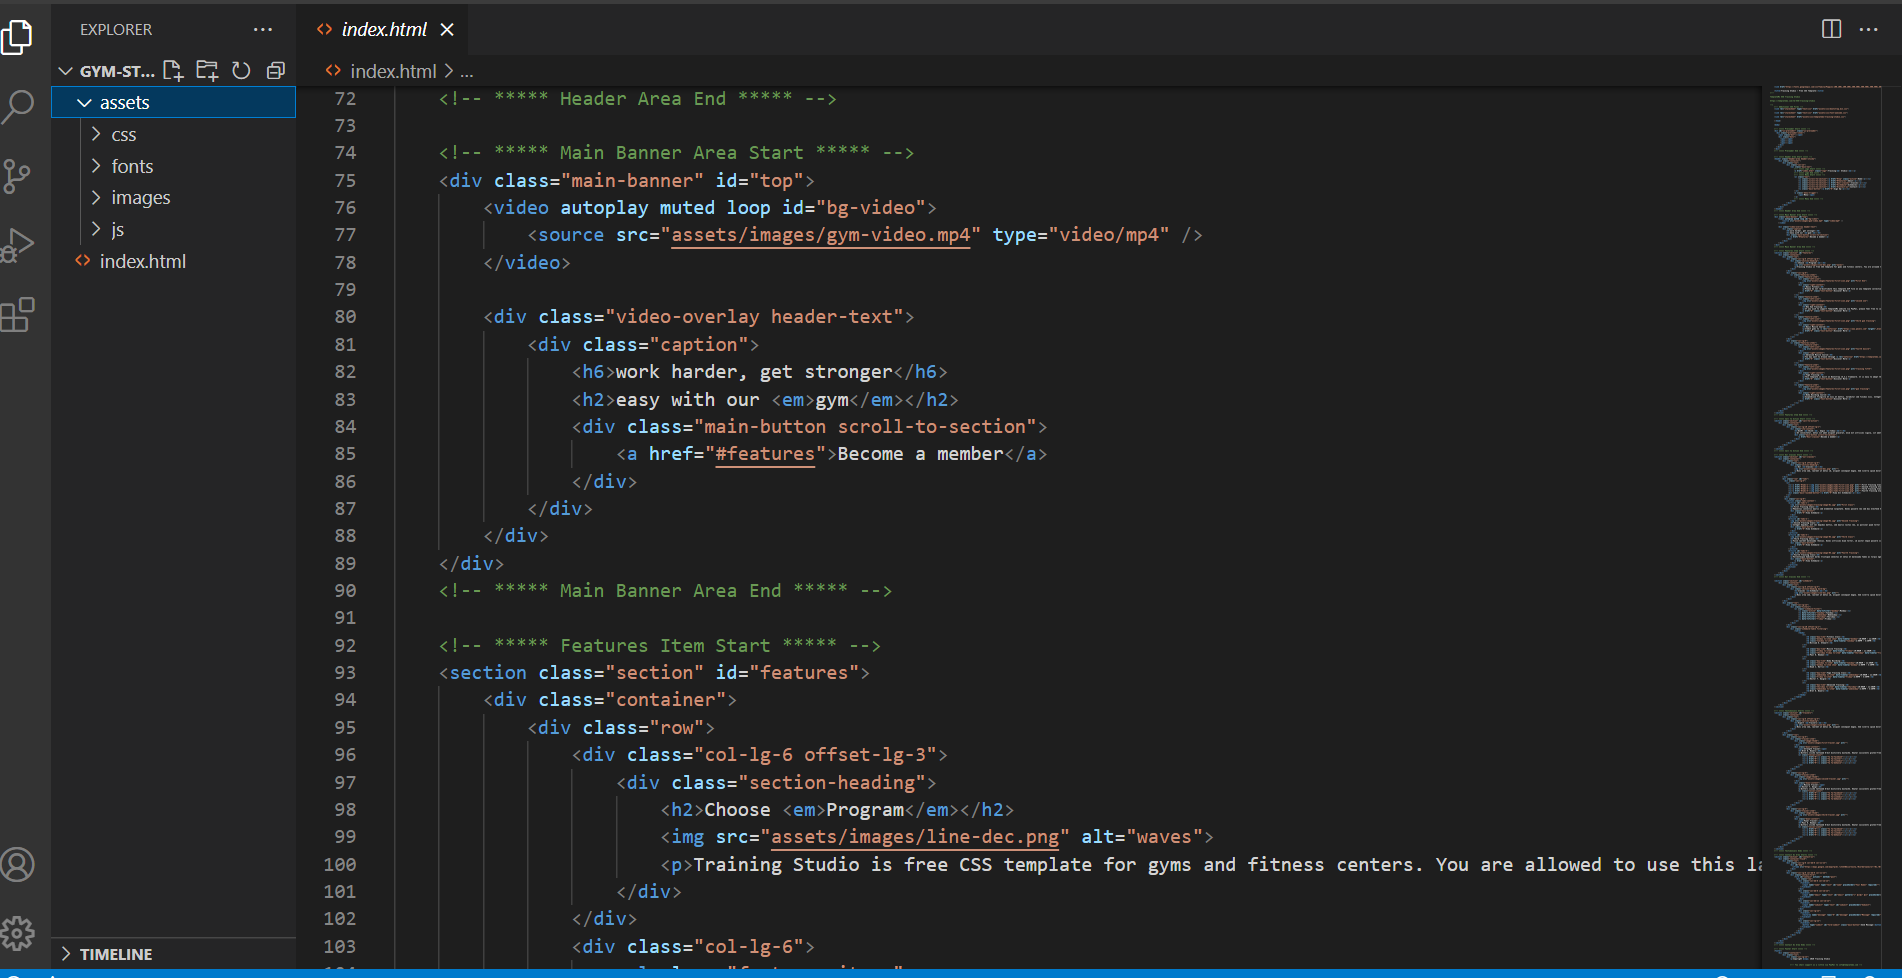 EXPLORER
GYM-ST...
assets
css
fonts
images
js
index.html
TIMELINE
index.html
index.html > ...
72 <!-- ***** Header Area End ***** -->
73
74 <!-- ***** Main Banner Area Start ***** -->
75 <div class="main-banner" id="top">
76 <video autoplay muted loop id="bg-video">
77 <source src="assets/images/gym-video.mp4" type="video/mp4" />
78 </video>
79
80 <div class="video-overlay header-text">
81 <div class="caption">
82 <h6>work harder, get stronger</h6>
83 <h2>easy with our <em>gym</em></h2>
84 <div class="main-button scroll-to-section">
85 <a href="#features">Become a member</a>
86 </div>
87 </div>
88 </div>
89 </div>
90 <!-- ***** Main Banner Area End ***** -->
91
92 <!-- ***** Features Item Start ***** -->
93 <section class="section" id="features">
94 <div class="container">
95 <div class="row">
96 <div class="col-lg-6 offset-lg-3">
97 <div class="section-heading">
98 <h2>Choose <em>Program</em></h2>
99 <img src="assets/images/line-dec.png" alt="waves">
100 <p>Training Studio is free CSS template for gyms and fitness centers. You are allowed to use this la
101 </div>
102 </div>
103 <div class="col-lg-6">